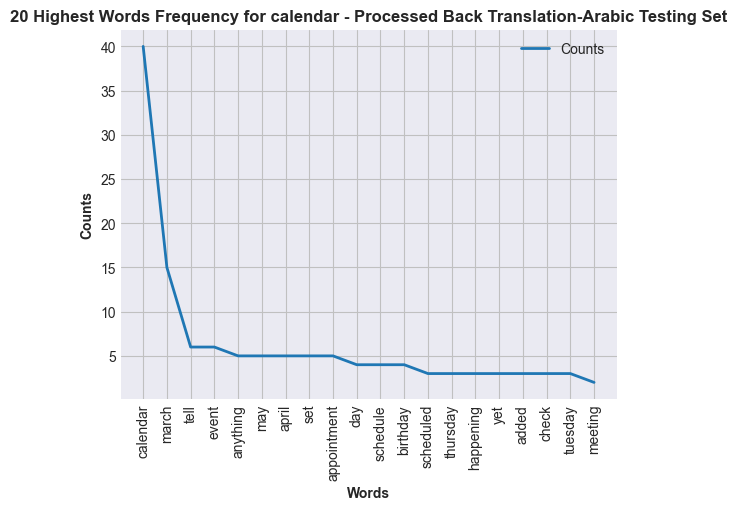 20 Highest Words Frequency for calendar - Processed Back Translation-Arabic Testing Set
Counts
40
35
30
25
20
15
10
5
Counts
calendar
march
tell
event
anything
may
april
set
appointment
day
schedule
birthday
scheduled
thursday
happening
yet
added
check
tuesday
meeting
Words